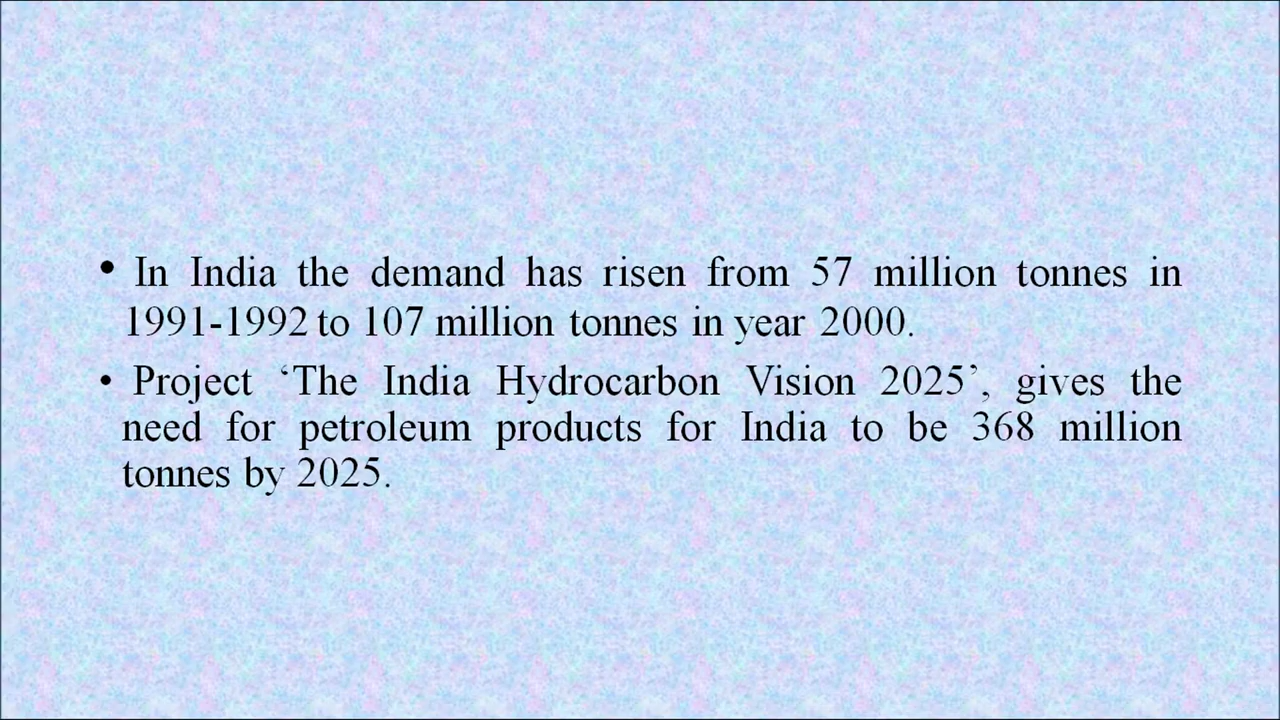 • In India the demand has risen from 57 million tonnes in
1991-1992 to 107 million tonnes in year 2000.
• Project ‘The India Hydrocarbon Vision 2025’, gives the
need for petroleum products for India to be 368 million
tonnes by 2025.